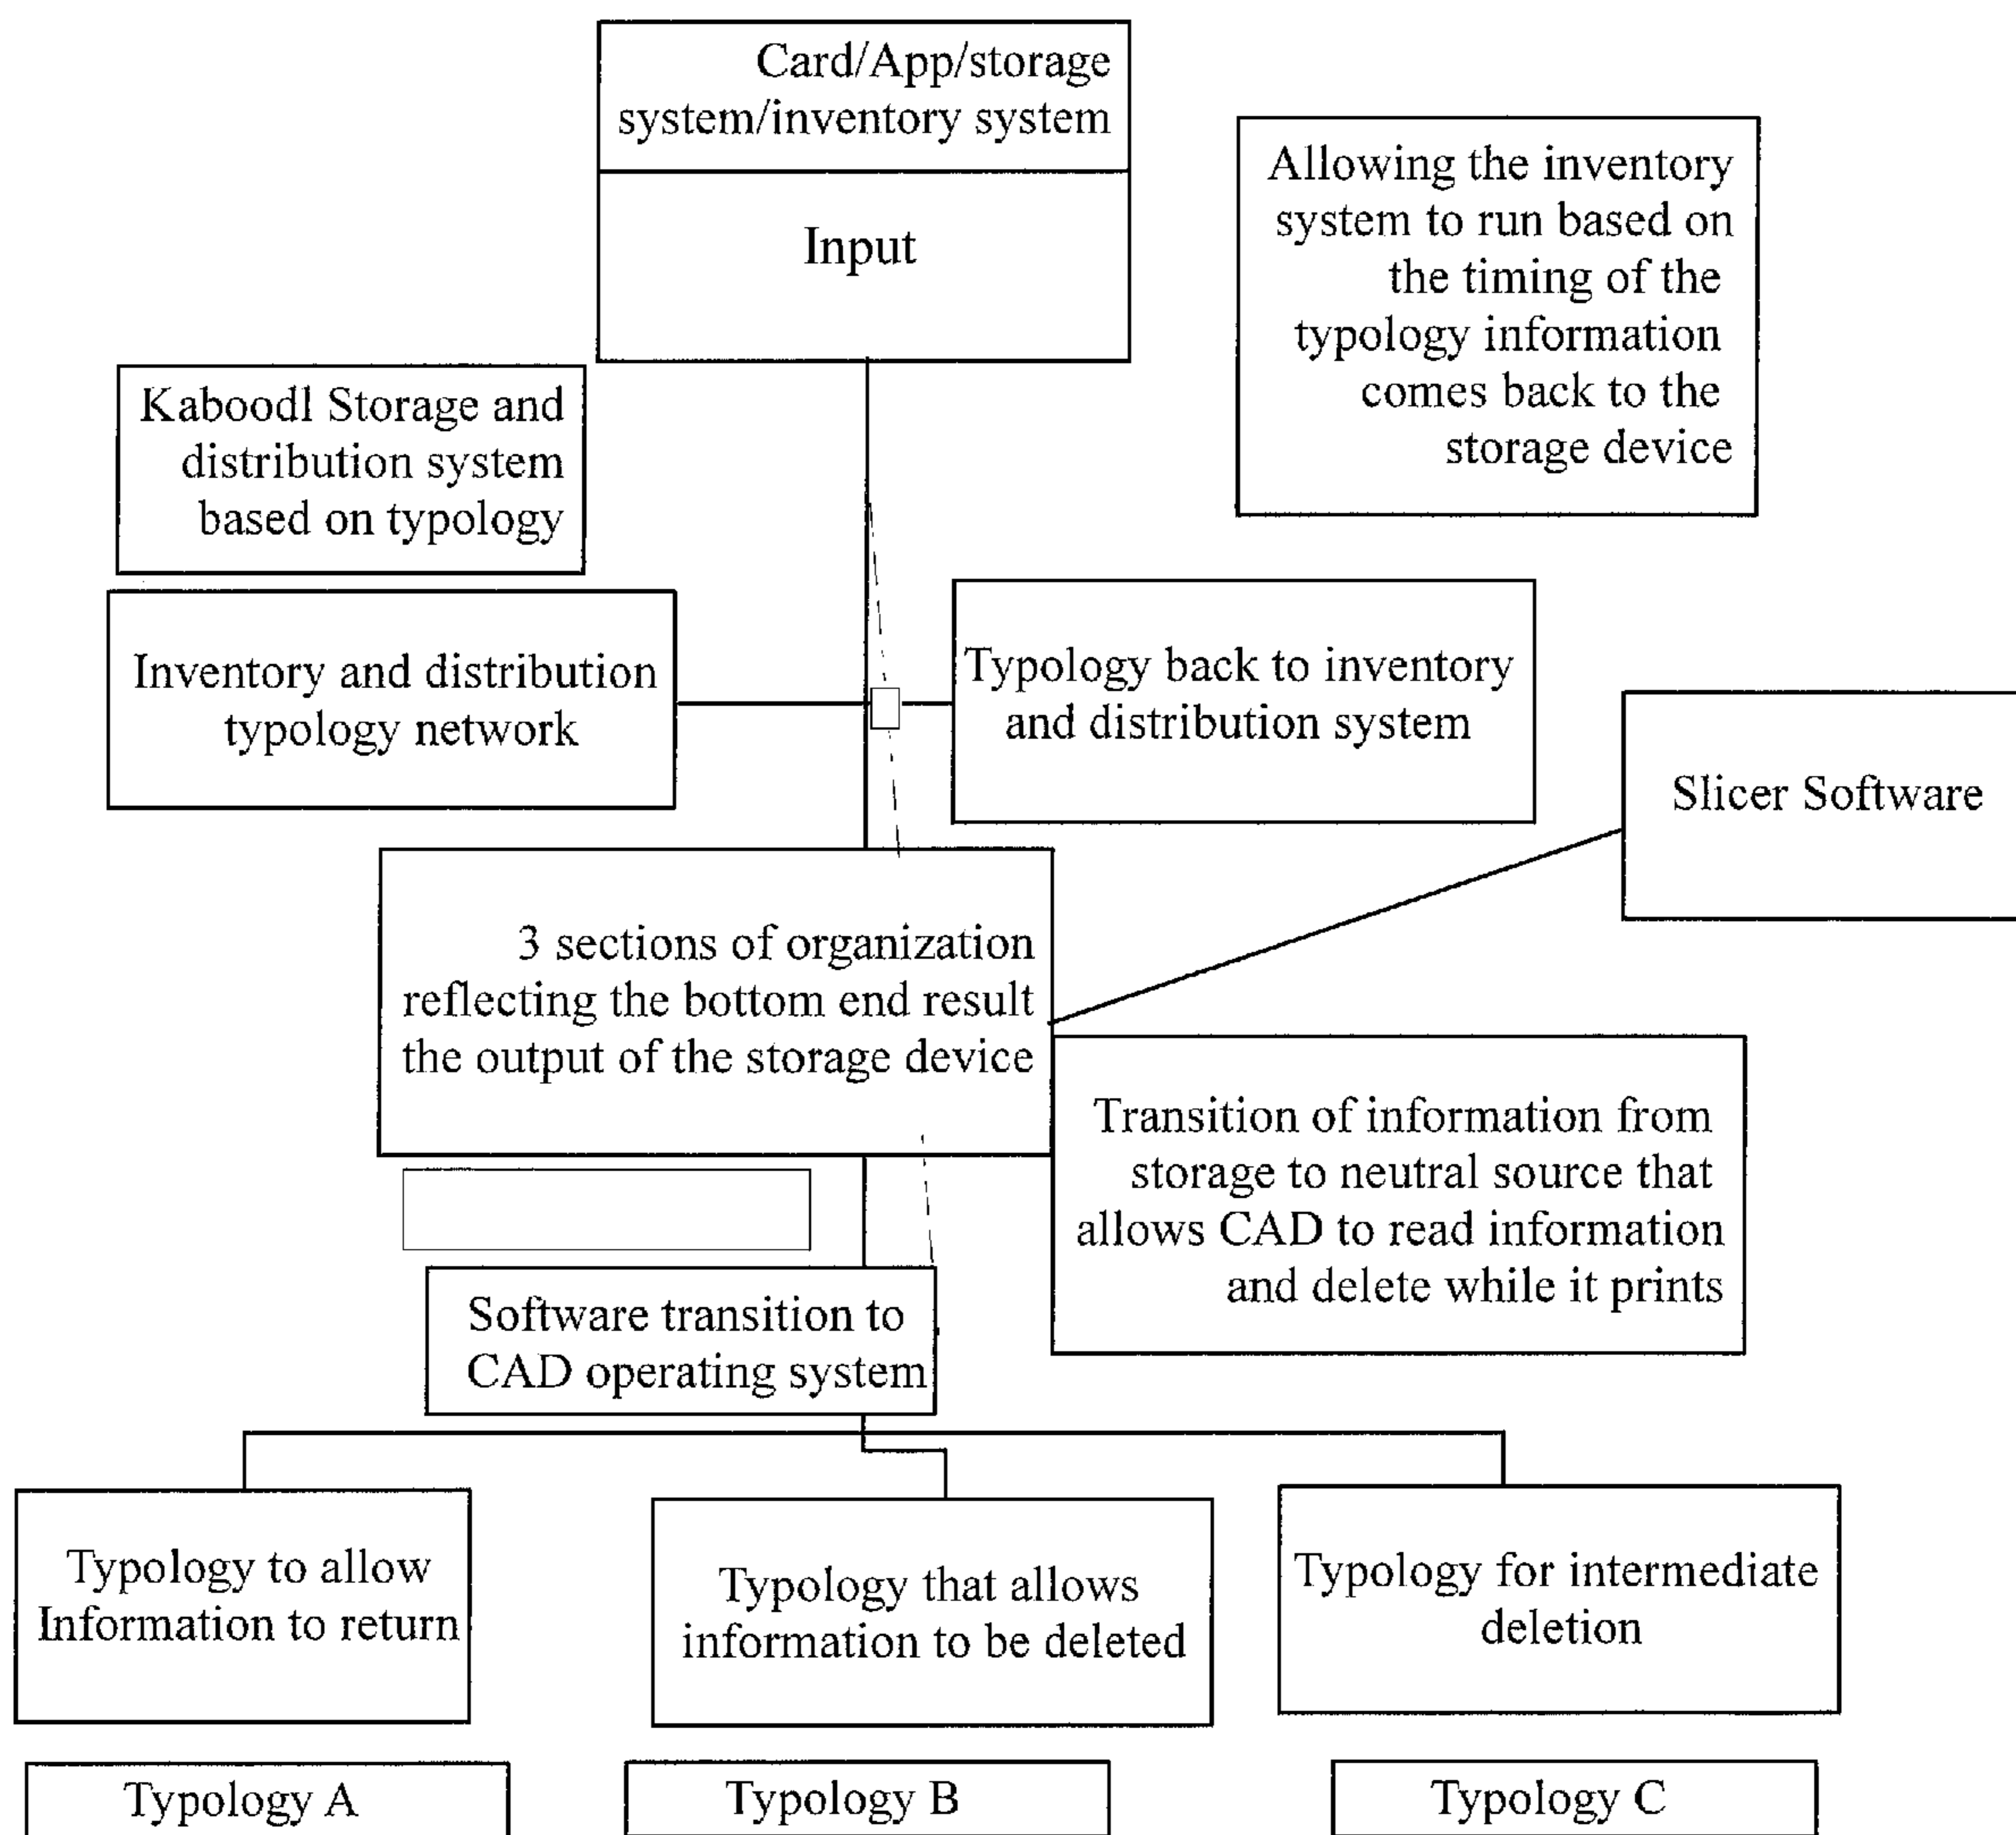 Card/App/storage
system/inventory system
Input
Allowing the inventory
system to run based on
the timing of the
typology information
comes back to the
storage device
Kaboodl Storage and
distribution system
based on typology
Inventory and distribution
typology network
Typology back to inventory
and distribution system
Slicer Software
3 sections of organization
reflecting the bottom end result
the output of the storage device
Transition of information from
storage to neutral source that
allows CAD to read information
and delete while it prints
Software transition to
CAD operating system
Typology to allow
Information to return
Typology that allows
information to be deleted
Typology for intermediate
deletion
Typology A
Typology B
Typology C